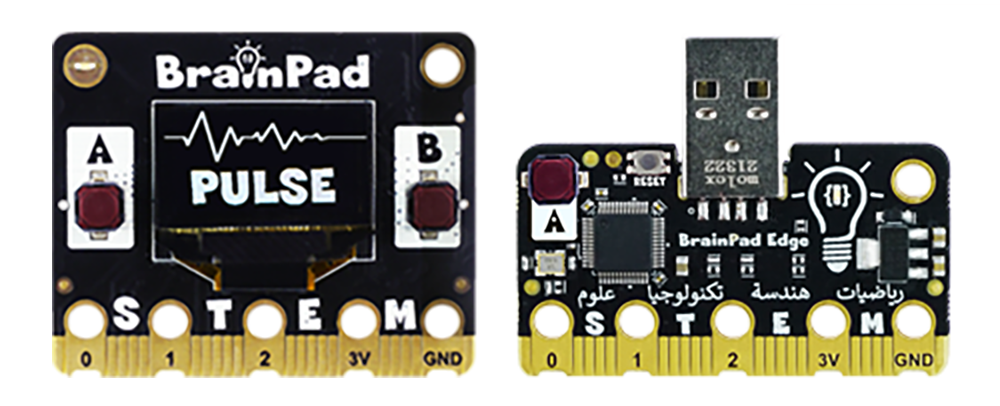 BrainPad
A
B
PULSE
S T E M
0 1 2 3V GND
molex
21322
RESET
A
BrainPad Edge
علوم تكنولوجيا هندسة رياضيات
S T E M
0 1 2 3V GND